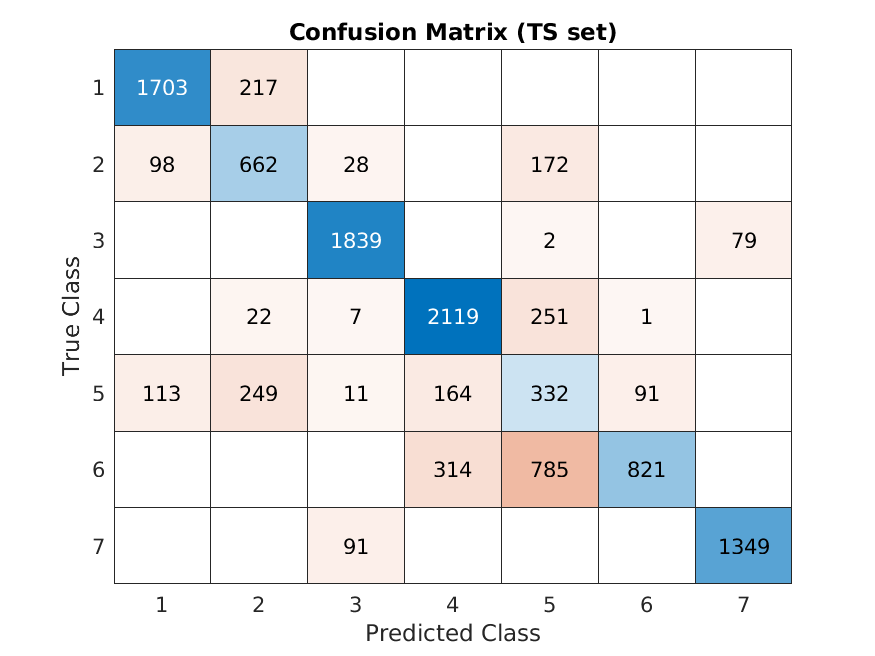 Confusion Matrix (TS set)
1 1703 217
2 98 662 28 172
3 1839 2 79
4 22 7 2119 251 1
5 113 249 11 164 332 91
6 314 785 821
7 91 1349
1 2 3 4 5 6 7
Predicted Class
True Class